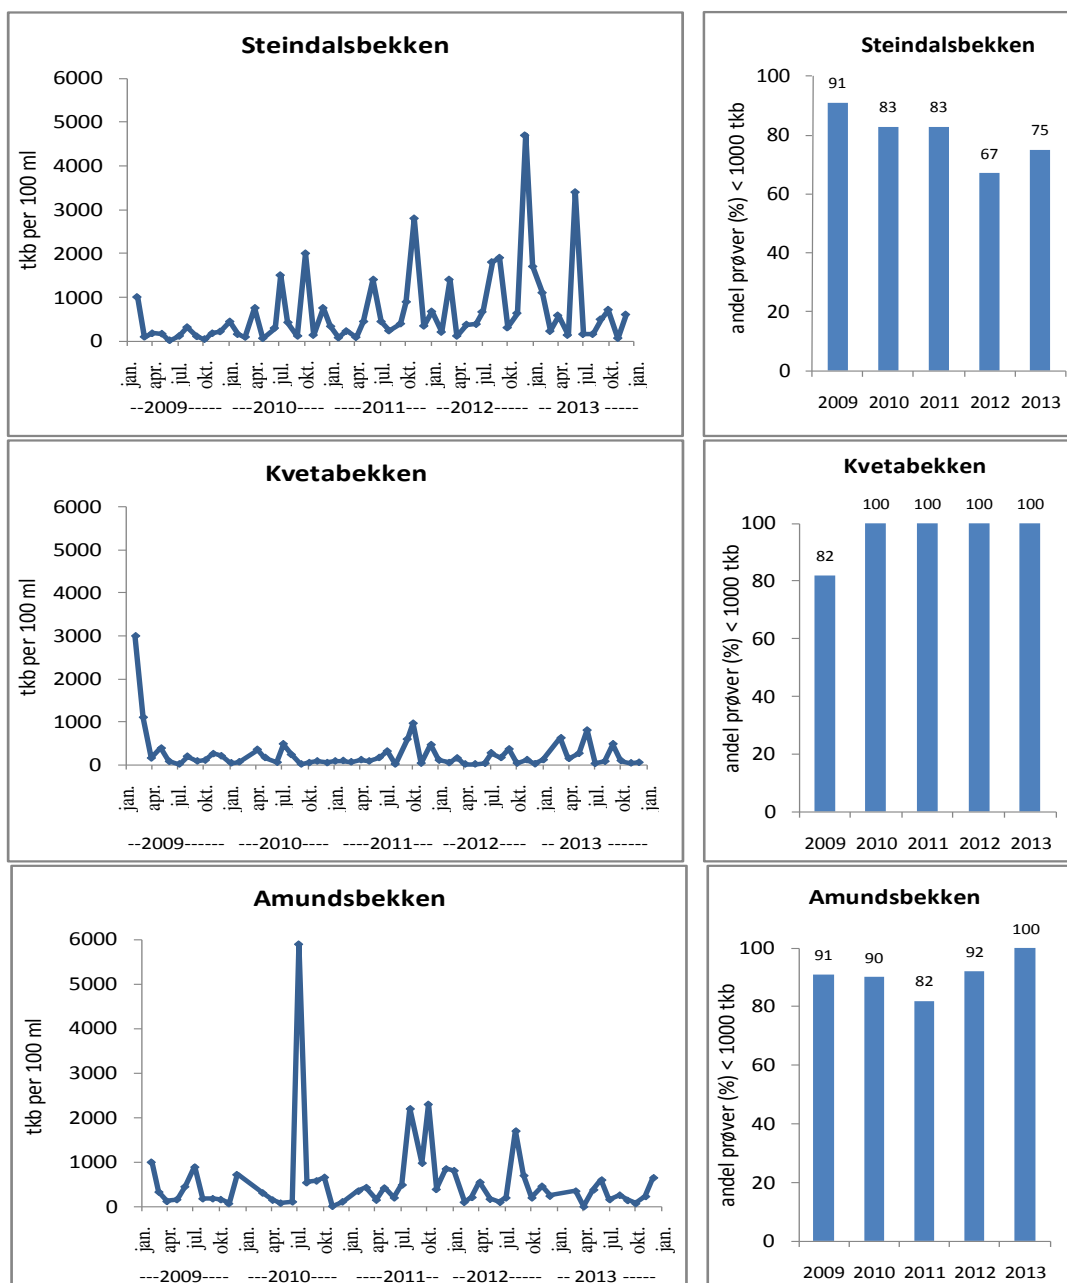 Steindalsbekken
tkb per 100 ml
6000
5000
4000
3000
2000
1000
0
jan. apr. jul. okt. jan. apr. jul. okt. jan. apr. jul. okt. jan. apr. jul. okt. jan. apr. jul. okt. jan.
--2009------ ---2010---- ----2011--- --2012------ -- 2013 -----
Steindalsbekken
andel prøver (%) < 1000 tkb
100
80
60
40
20
0
91 83 83 67 75
2009 2010 2011 2012 2013
Kvetabekken
tkb per 100 ml
6000
5000
4000
3000
2000
1000
0
jan. apr. jul. okt. jan. apr. jul. okt. jan. apr. jul. okt. jan. apr. jul. okt. jan. apr. jul. okt. jan.
--2009------ ---2010---- ----2011--- --2012---- -- 2013 ------
Kvetabekken
andel prøver (%) < 1000 tkb
100
80
60
40
20
0
82 100 100 100 100
2009 2010 2011 2012 2013
Amundsbekken
tkb per 100 ml
6000
5000
4000
3000
2000
1000
0
jan. apr. jul. okt. jan. apr. jul. okt. jan. apr. jul. okt. jan. apr. jul. okt. jan. apr. jul. okt. jan.
---2009---- ---2010---- ----2011-- --2012----- -- 2013 -----
Amundsbekken
andel prøver (%) < 1000 tkb
100
80
60
40
20
0
91 90 82 92 100
2009 2010 2011 2012 2013